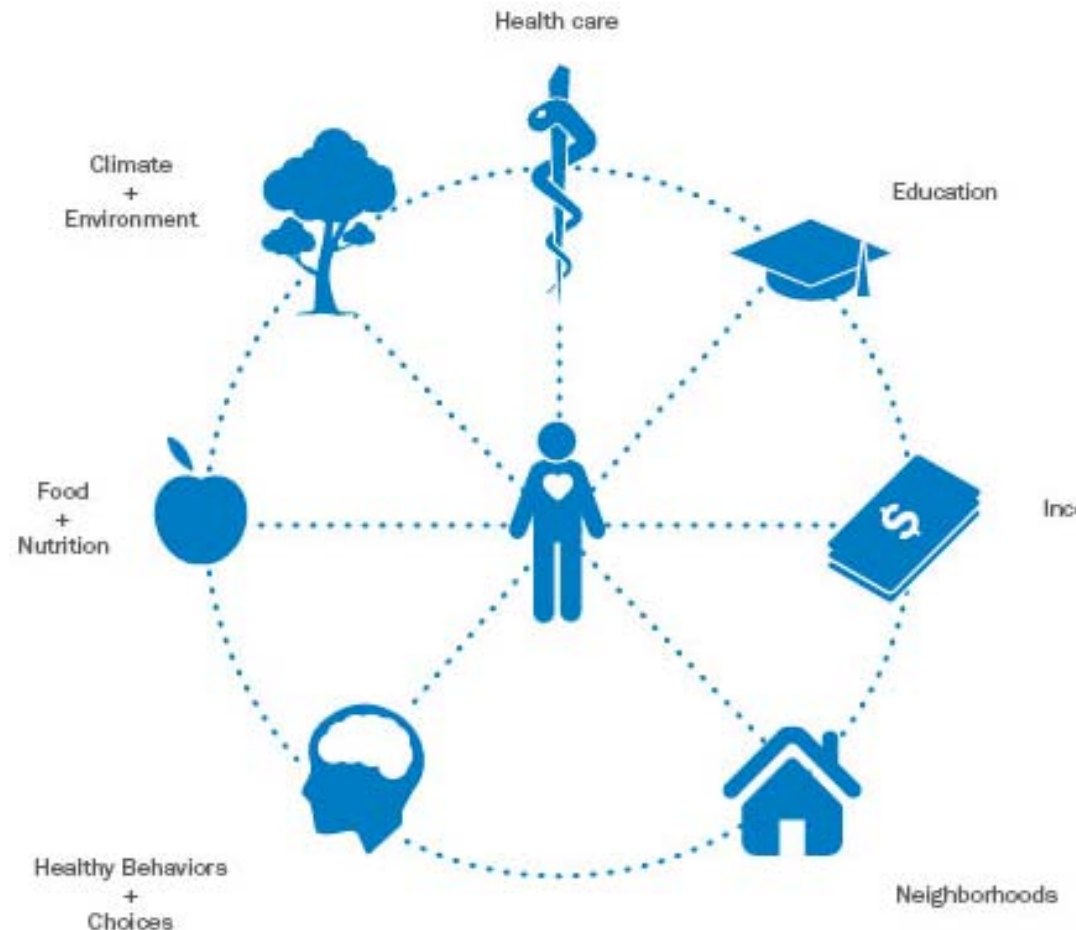 Health care
Climate
+
Environment
Education
Food
+
Nutrition
$
Healthy Behaviors
+
Choices
Neighborhoods